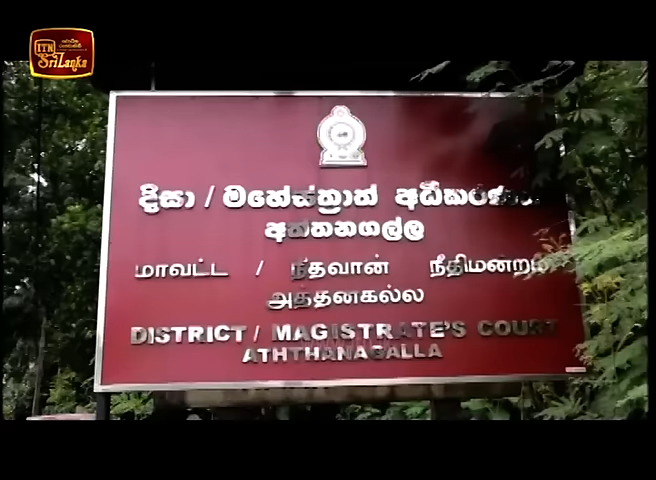 ITN
SriLanka
දිසා / මහේස්ත්‍රාත් අධිකරණය
අත්තනගල්ල
மாவட்ட / நீதவான் நீதிமன்றம்
அத்தனகல்ல
DISTRICT / MAGISTRATE'S COURT
ATHTHANAGALLA